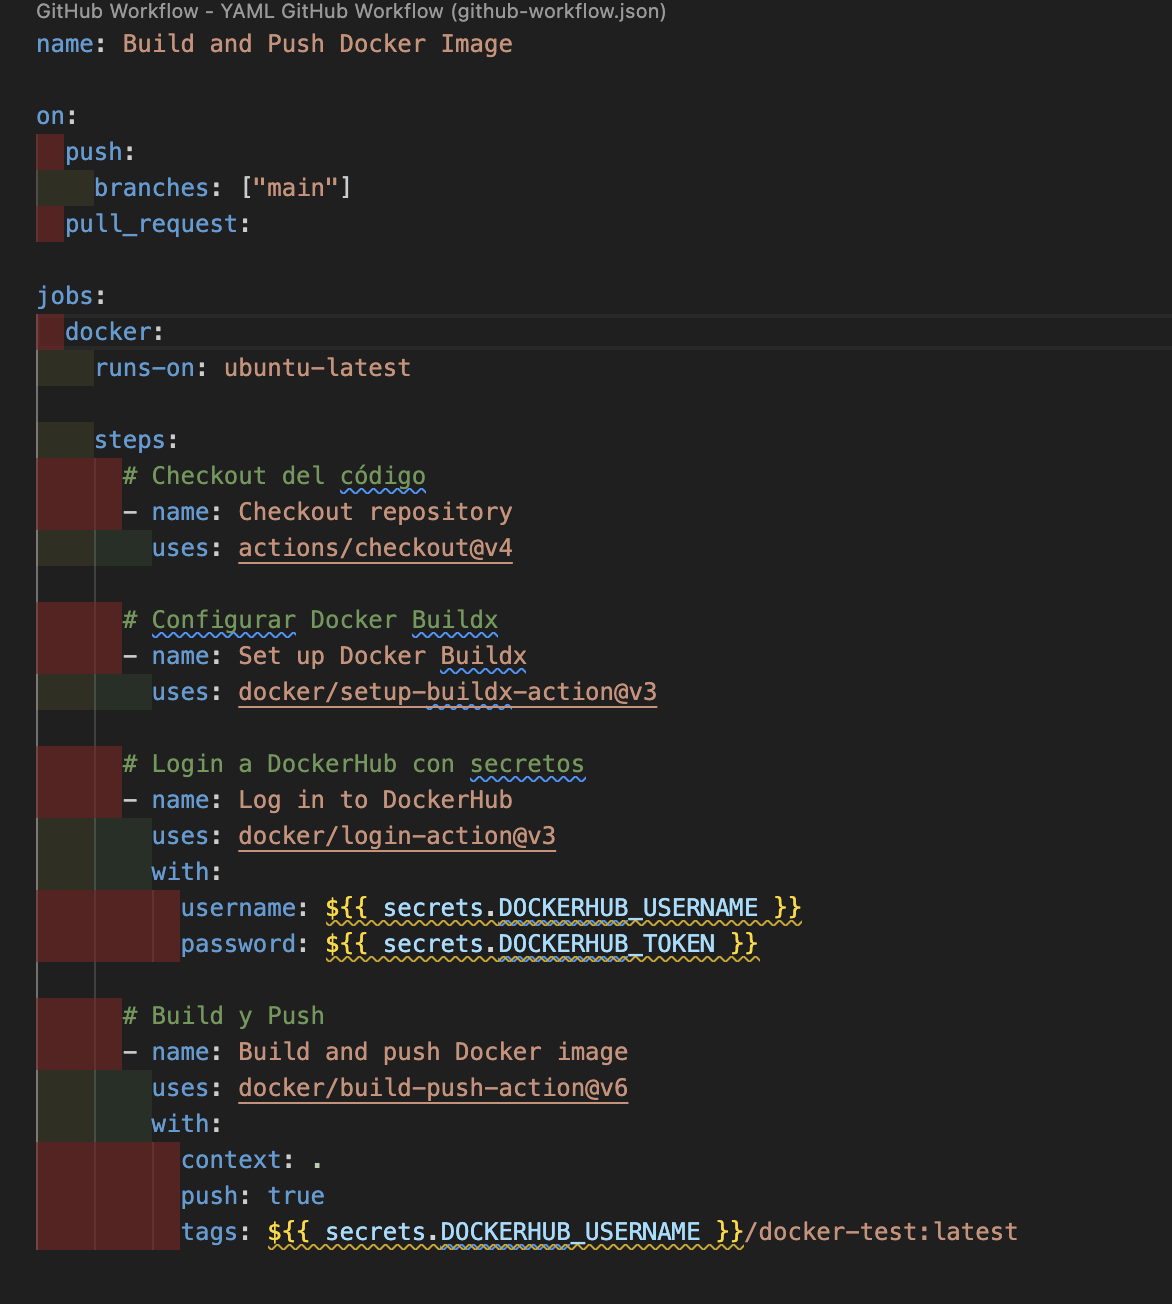 GitHub Workflow - YAML GitHub Workflow (github-workflow.json)
name: Build and Push Docker Image
on:
  push:
    branches: ["main"]
  pull_request:
jobs:
  docker:
    runs-on: ubuntu-latest
    steps:
      # Checkout del código
      - name: Checkout repository
        uses: actions/checkout@v4
      # Configurar Docker Buildx
      - name: Set up Docker Buildx
        uses: docker/setup-buildx-action@v3
      # Login a DockerHub con secretos
      - name: Log in to DockerHub
        uses: docker/login-action@v3
        with:
          username: ${{ secrets.DOCKERHUB_USERNAME }}
          password: ${{ secrets.DOCKERHUB_TOKEN }}
      # Build y Push
      - name: Build and push Docker image
        uses: docker/build-push-action@v6
        with:
          context: .
          push: true
          tags: ${{ secrets.DOCKERHUB_USERNAME }}/docker-test:latest